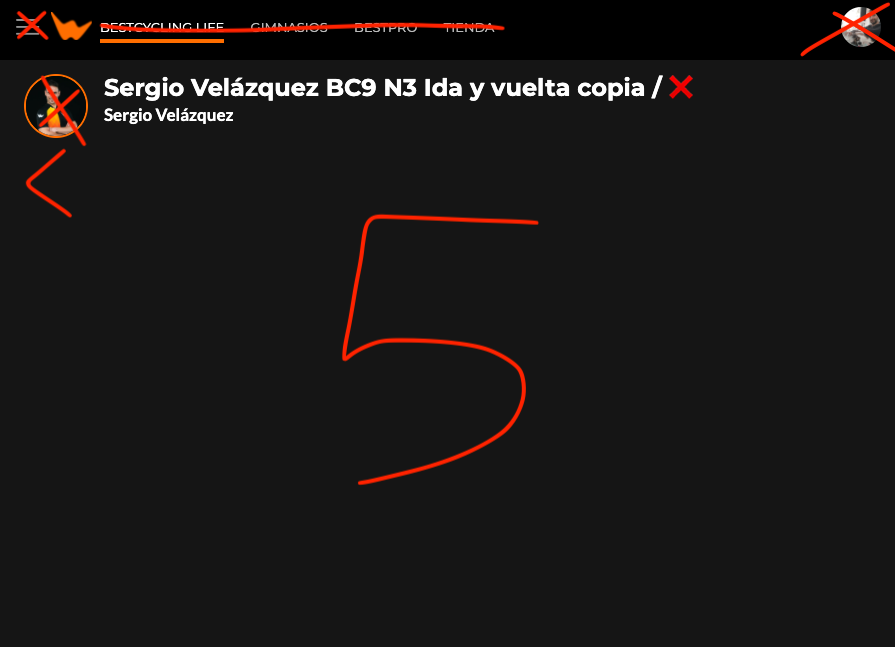 BESTCYCLING LIFE GIMNASIOS BESTPRO TIENDA
Sergio Velázquez BC9 N3 Ida y vuelta copia / ❌
Sergio Velázquez
<
5